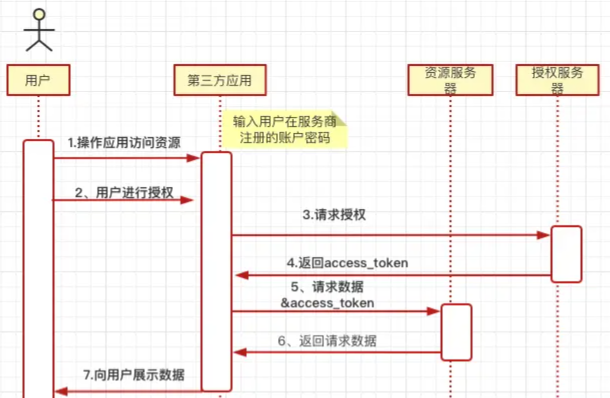 用户
第三方应用
资源服务
器
授权服务
器
输入用户在服务商
注册的账户密码
1.操作应用访问资源
2、用户进行授权
3.请求授权
4.返回access_token
5、请求数据
&access_token
6、返回请求数据
7.向用户展示数据